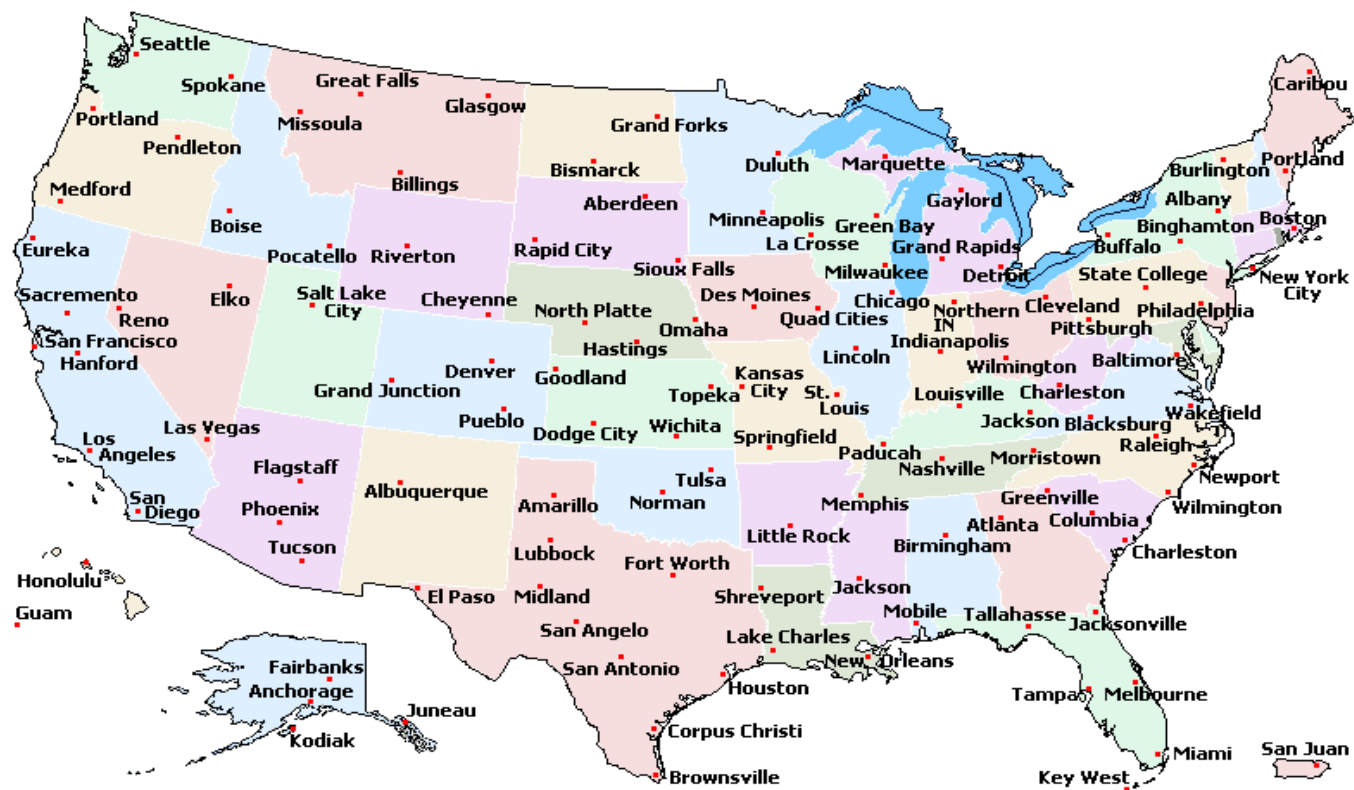 Seattle
Spokane
Great Falls
Glasgow
Caribou
Portland
Missoula
Grand Forks
Pendleton
Bismarck
Duluth
Marquette
Burlington
Portland
Medford
Billings
Aberdeen
Gaylord
Albany
Boise
Minneapolis
Green Bay
Binghamton
Boston
Eureka
Pocatello
Riverton
Rapid City
La Crosse
Grand Rapids
Buffalo
Sioux Falls
Milwaukee
Detroit
State College
New York
City
Sacramento
Elko
Salt Lake
City
Cheyenne
Des Moines
Chicago
Northern
IN
Cleveland
Philadelphia
Reno
North Platte
Omaha
Quad Cities
Pittsburgh
San Francisco
Hanford
Hastings
Lincoln
Indianapolis
Wilmington
Baltimore
Denver
Goodland
Kansas
City
Grand Junction
Topeka
St.
Louis
Louisville
Charleston
Pueblo
Dodge City
Wichita
Jackson
Blacksburg
Wakefield
Las Vegas
Springfield
Paducah
Nashville
Morristown
Raleigh
Los
Angeles
Flagstaff
Albuquerque
Tulsa
Newport
San
Diego
Phoenix
Amarillo
Norman
Memphis
Greenville
Wilmington
Tucson
Lubbock
Little Rock
Birmingham
Atlanta
Columbia
Charleston
Honolulu
Fort Worth
El Paso
Midland
Shreveport
Jackson
Guam
San Angelo
Mobile
Tallahasse
Jacksonville
Lake Charles
Fairbanks
San Antonio
New Orleans
Anchorage
Houston
Tampa
Melbourne
Juneau
Kodiak
Corpus Christi
Miami
San Juan
Brownsville
Key West